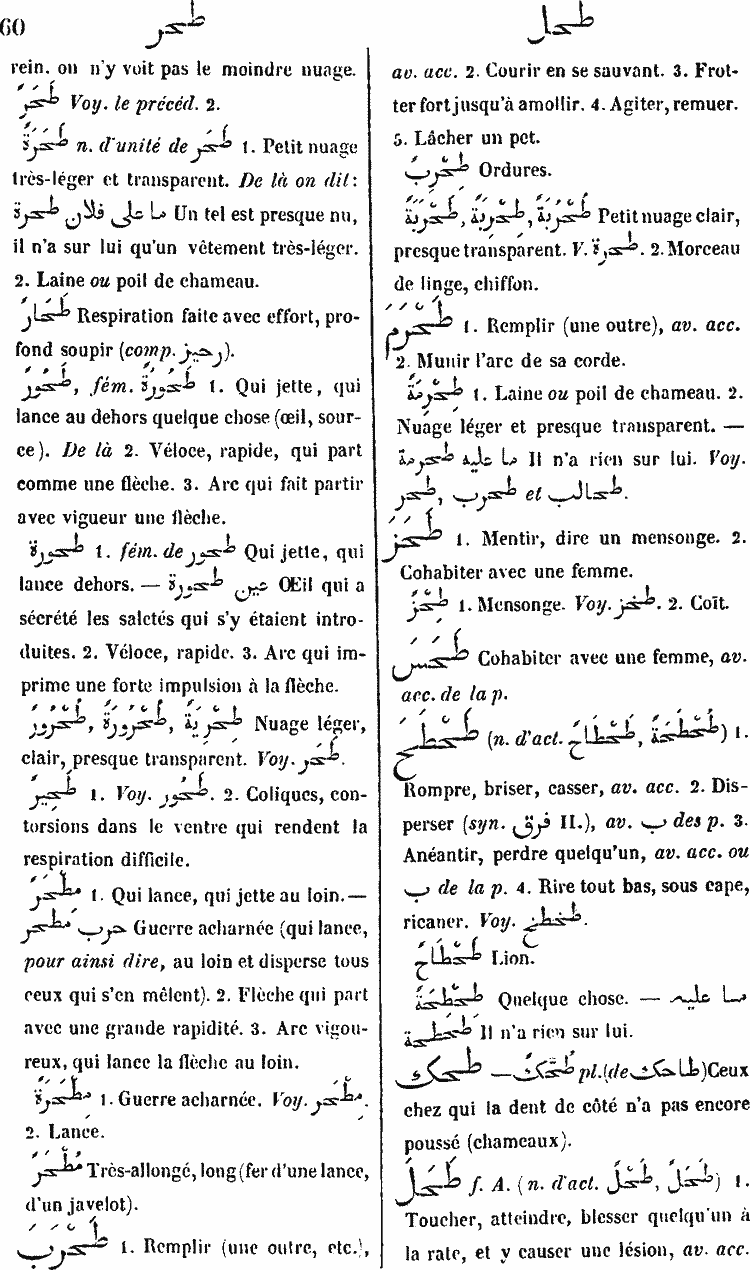 60
طحر
طحل
rein. on n'y voit pas le moindre nuage.
طَحَرٌ Voy. le précéd. 2.
طَحَرَةٌ n. d'unité de طَحَر 1. Petit nuage
très-léger et transparent. De là on dit:
ما على فلان طحرة Un tel est presque nu,
il n'a sur lui qu'un vêtement très-léger.
2. Laine ou poil de chameau.
طُحَارٌ Respiration faite avec effort, pro-
fond soupir (comp. زحير).
طَحُورٌ, fém. طَحُورَةٌ 1. Qui jette, qui
lance au dehors quelque chose (œil, sour-
ce). De là 2. Véloce, rapide, qui part
comme une flèche. 3. Arc qui fait partir
avec vigueur une flèche.
طحورة 1. fém. de طحور Qui jette, qui
lance dehors. — عين طحورة Œil qui a
sécrété les saletés qui s'y étaient intro-
duites. 2. Véloce, rapide. 3. Arc qui im-
prime une forte impulsion à la flèche.
طُحْرُورٌ, طُحْرُورَةٌ, طِحْرِيَةٌ Nuage léger,
clair, presque transparent. Voy. طَحَر.
طَحِيرٌ 1. Voy. طَحُور. 2. Coliques, con-
torsions dans le ventre qui rendent la
respiration difficile.
مِطْحَرٌ 1. Qui lance, qui jette au loin. —
حرب مطحر Guerre acharnée (qui lance,
pour ainsi dire, au loin et disperse tous
ceux qui s'en mêlent). 2. Flèche qui part
avec une grande rapidité. 3. Arc vigou-
reux, qui lance la flèche au loin.
مِطْحَرَةٌ 1. Guerre acharnée. Voy. مِطْحَر.
2. Lance.
مُطْحَرٌ Très-allongé, long (fer d'une lance,
d'un javelot).
طَحْرَبَ 1. Remplir (une outre, etc.),
av. acc. 2. Courir en se sauvant. 3. Frot-
ter fort jusqu'à amollir. 4. Agiter, remuer.
5. Lâcher un pet.
طَحْرَبٌ Ordures.
طُحْرُبَةٌ, طِحْرِبَةٌ, طَحْرَبَةٌ Petit nuage clair,
presque transparent. V. طحرة. 2. Morceau
de linge, chiffon.
طَحْرَمَ 1. Remplir (une outre), av. acc.
2. Munir l'arc de sa corde.
طِحْرِمَةٌ 1. Laine ou poil de chameau. 2.
Nuage léger et presque transparent. —
ما عليه طحرمة Il n'a rien sur lui. Voy.
طحر, طحرب et طحالب.
طَحَزَ 1. Mentir, dire un mensonge. 2.
Cohabiter avec une femme.
طَحْزٌ 1. Mensonge. Voy. طخز. 2. Coït.
طَحَسَ Cohabiter avec une femme, av.
acc. de la p.
طَحْطَحَ (n. d'act. طَحْطَحَةٌ, طَحْطَاحٌ) 1.
Rompre, briser, casser, av. acc. 2. Dis-
perser (syn. فرق II.), av. ب des p. 3.
Anéantir, perdre quelqu'un, av. acc. ou
ب de la p. 4. Rire tout bas, sous cape,
ricaner. Voy. طخطخ.
طَحْطَاحٌ Lion.
طِحْطِحَةٌ Quelque chose. — ما عليه
طحطحة Il n'a rien sur lui.
طحك — طُحَّكٌ pl. (de طاحك) Ceux
chez qui la dent de côté n'a pas encore
poussé (chameaux).
طَحَلَ f. A. (n. d'act. طَحْلٌ, طَحَلٌ) 1.
Toucher, atteindre, blesser quelqu'un à
la rate, et y causer une lésion, av. acc.